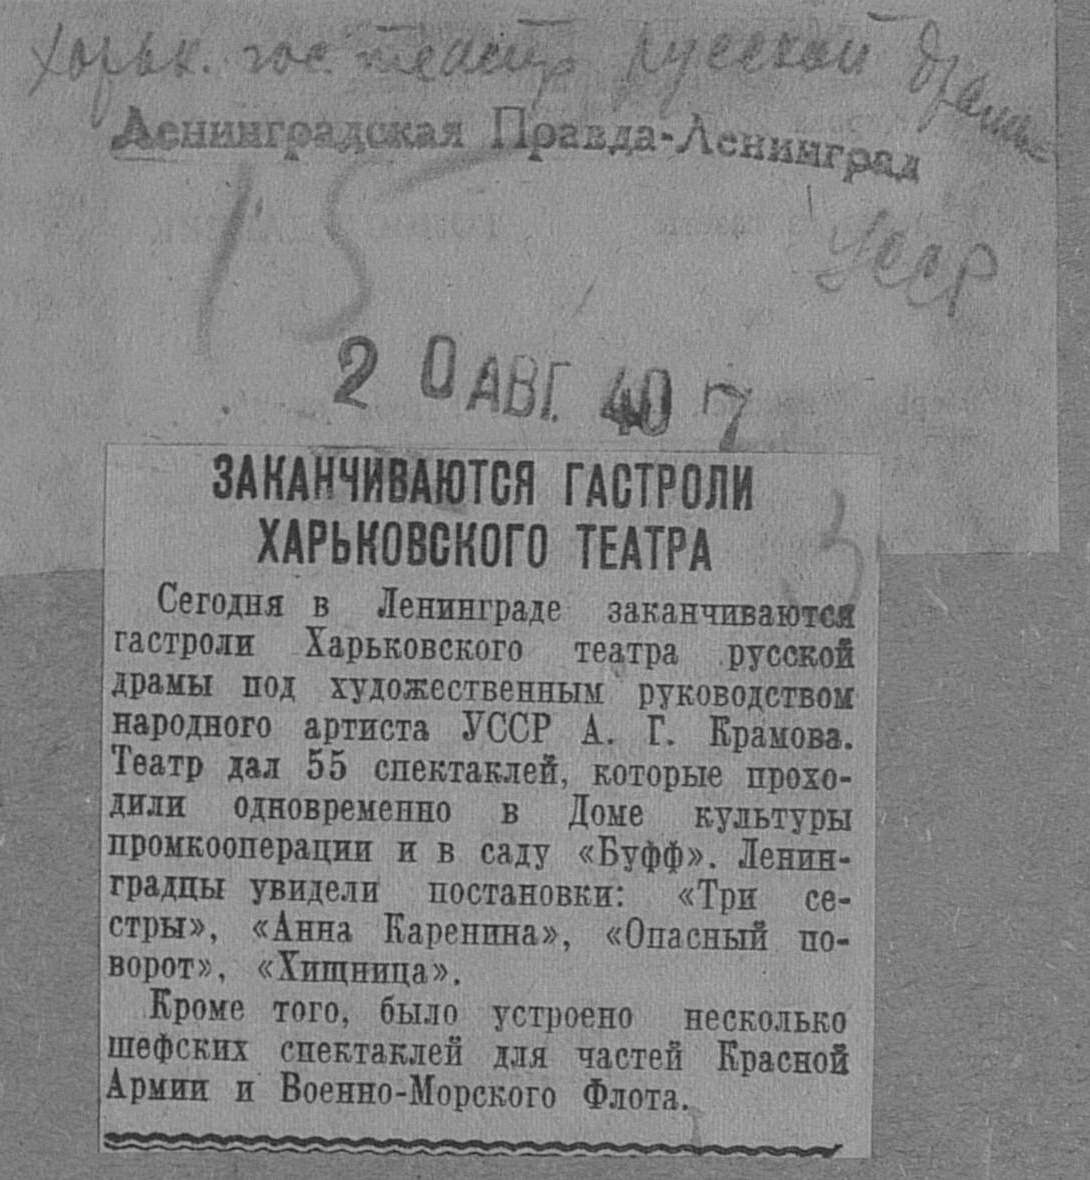 Харьк. гос. театр русской драмы
Ленинградская Правда-Ленинград
15
УССР
20 АВГ. 40 7
3
ЗАКАНЧИВАЮТСЯ ГАСТРОЛИ
ХАРЬКОВСКОГО ТЕАТРА
Сегодня в Ленинграде заканчиваются
гастроли Харьковского театра русской
драмы под художественным руководством
народного артиста УССР А. Г. Крамова.
Театр дал 55 спектаклей, которые прохо-
дили одновременно в Доме культуры
промкооперации и в саду «Буфф». Ленин-
градцы увидели постановки: «Три се-
стры», «Анна Каренина», «Опасный по-
ворот», «Хищница».
Кроме того, было устроено несколько
шефских спектаклей для частей Красной
Армии и Военно-Морского Флота.